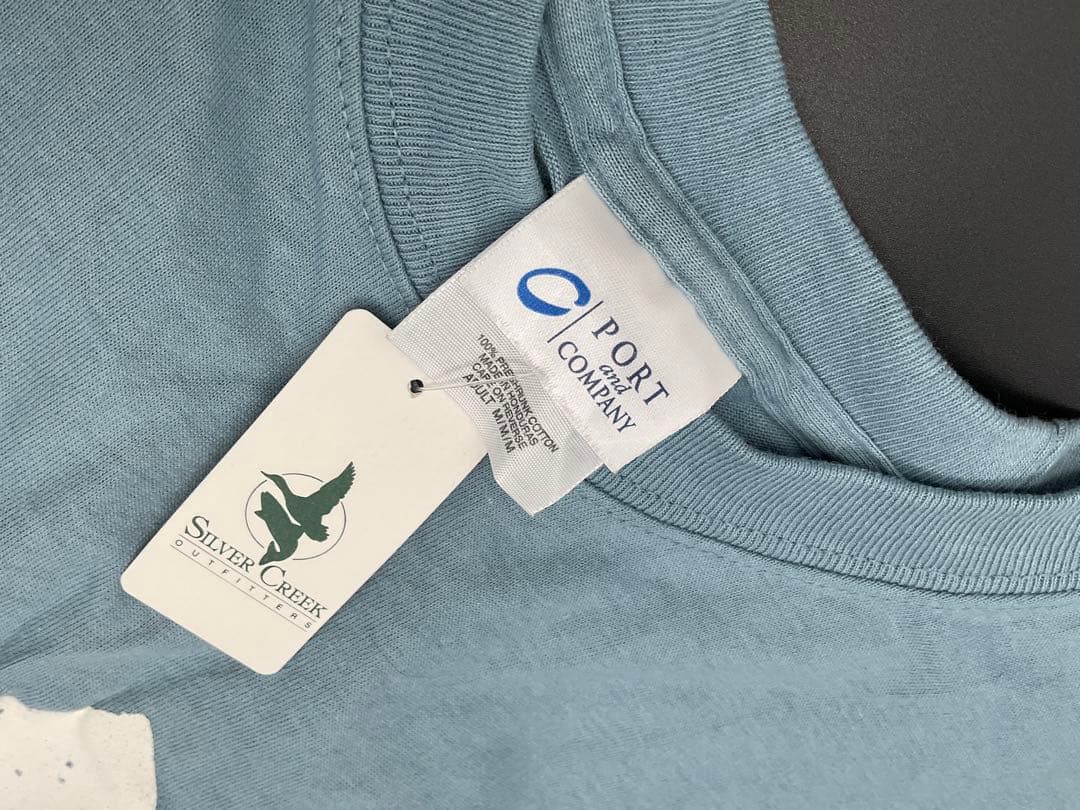 PORT
and
COMPANY
100% PRESHRUNK COTTON
MADE IN HONDURAS
CARE ON REVERSE
ADULT M/M/M
SILVER CREEK
OUTFITTERS